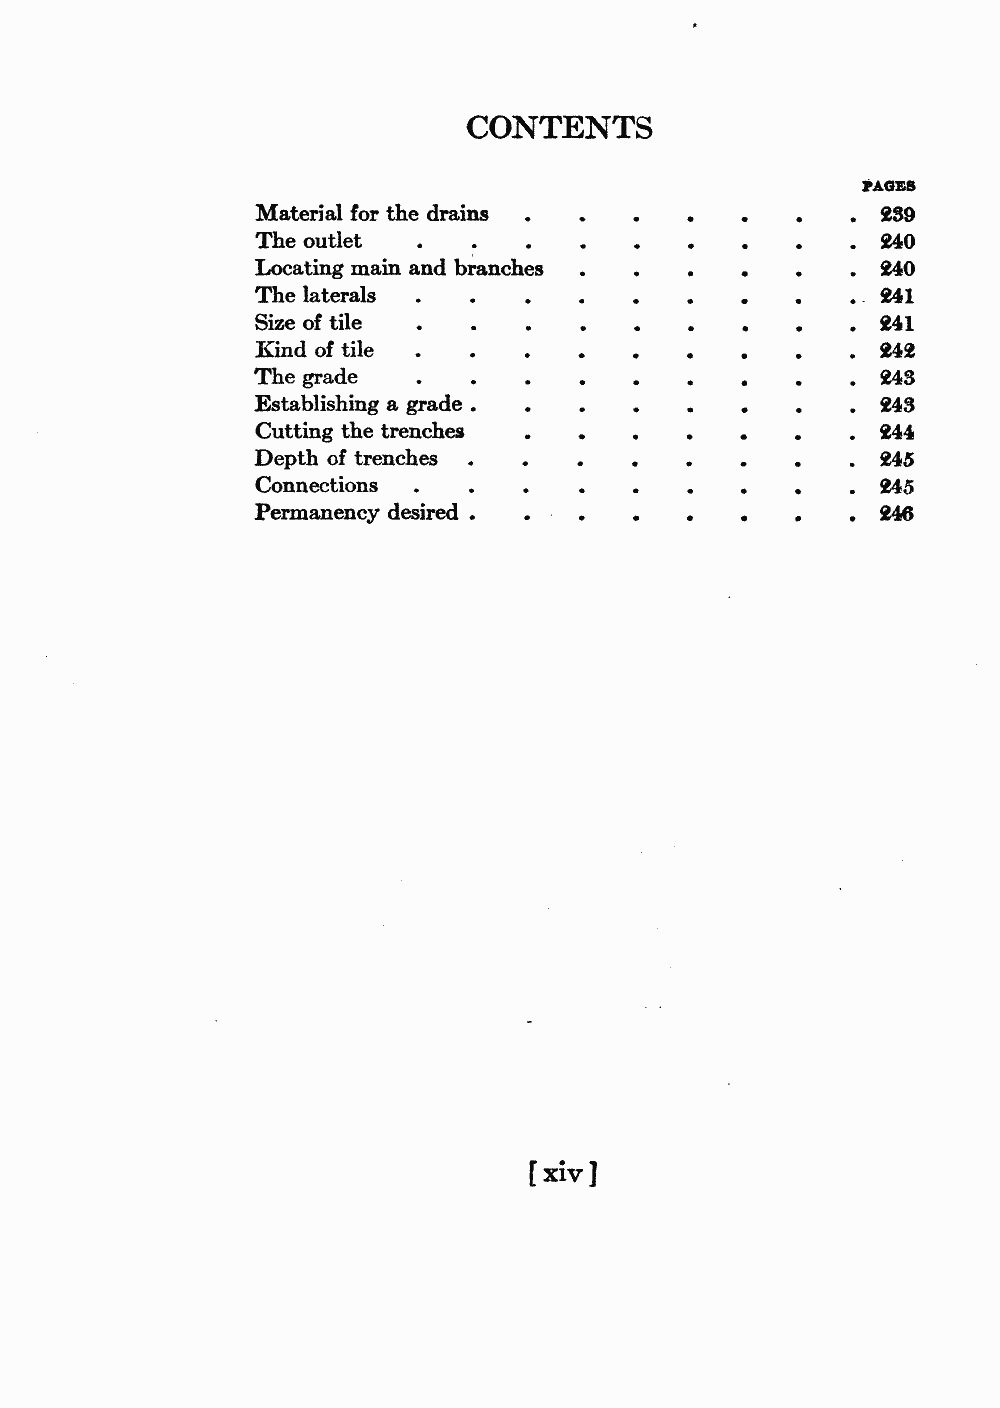 CONTENTS
PAGES
Material for the drains . . . . . . . 239
The outlet . . . . . . . . . 240
Locating main and branches . . . . . . 240
The laterals . . . . . . . . . 241
Size of tile . . . . . . . . . 241
Kind of tile . . . . . . . . . 242
The grade . . . . . . . . . 243
Establishing a grade . . . . . . . . 243
Cutting the trenches . . . . . . . 244
Depth of trenches . . . . . . . . 245
Connections . . . . . . . . . 245
Permanency desired . . . . . . . . 246
[ xiv ]